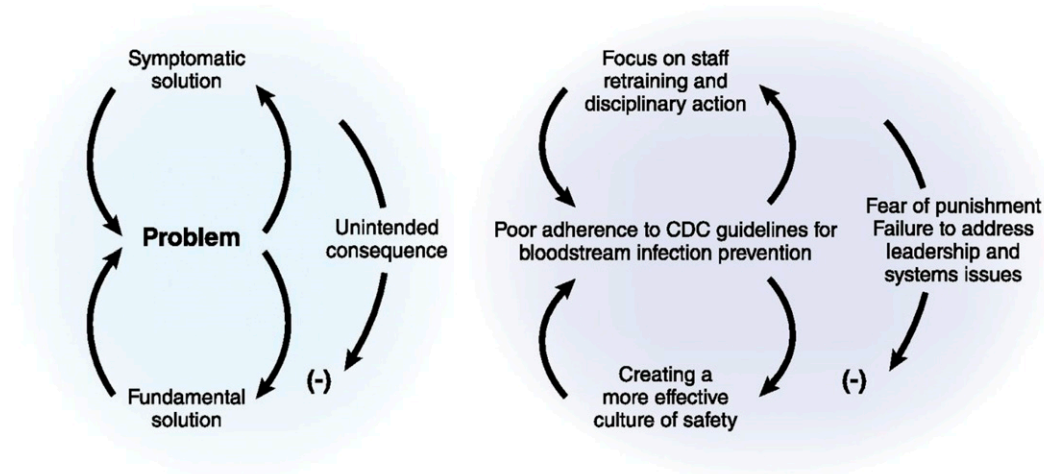 Symptomatic
solution
Problem
Unintended
consequence
(-)
Fundamental
solution
Focus on staff
retraining and
disciplinary action
Poor adherence to CDC guidelines for
bloodstream infection prevention
Fear of punishment
Failure to address
leadership and
systems issues
(-)
Creating a
more effective
culture of safety